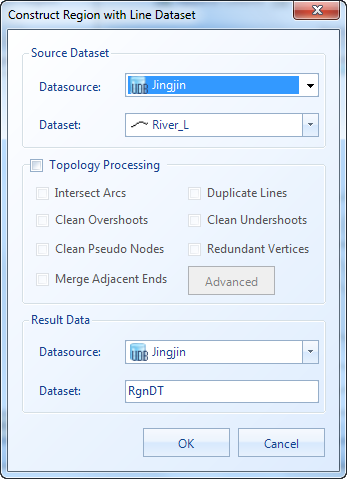 Construct Region with Line Dataset
Source Dataset
Datasource: UDB Jingjin
Dataset: River_L
Topology Processing
Intersect Arcs Duplicate Lines
Clean Overshoots Clean Undershoots
Clean Pseudo Nodes Redundant Vertices
Merge Adjacent Ends Advanced
Result Data
Datasource: UDB Jingjin
Dataset: RgnDT
OK Cancel